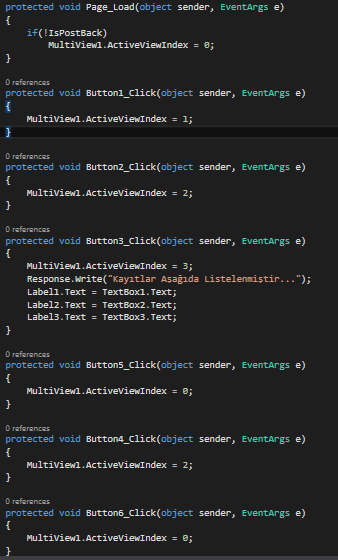 protected void Page_Load(object sender, EventArgs e)
{
if(!IsPostBack)
MultiView1.ActiveViewIndex = 0;
}
0 references
protected void Button1_Click(object sender, EventArgs e)
{
MultiView1.ActiveViewIndex = 1;
}
0 references
protected void Button2_Click(object sender, EventArgs e)
{
MultiView1.ActiveViewIndex = 2;
}
0 references
protected void Button3_Click(object sender, EventArgs e)
{
MultiView1.ActiveViewIndex = 3;
Response.Write("Kayıtlar Aşağıda Listelenmiştir...");
Label1.Text = TextBox1.Text;
Label2.Text = TextBox2.Text;
Label3.Text = TextBox3.Text;
}
0 references
protected void Button5_Click(object sender, EventArgs e)
{
MultiView1.ActiveViewIndex = 0;
}
0 references
protected void Button4_Click(object sender, EventArgs e)
{
MultiView1.ActiveViewIndex = 2;
}
0 references
protected void Button6_Click(object sender, EventArgs e)
{
MultiView1.ActiveViewIndex = 0;
}